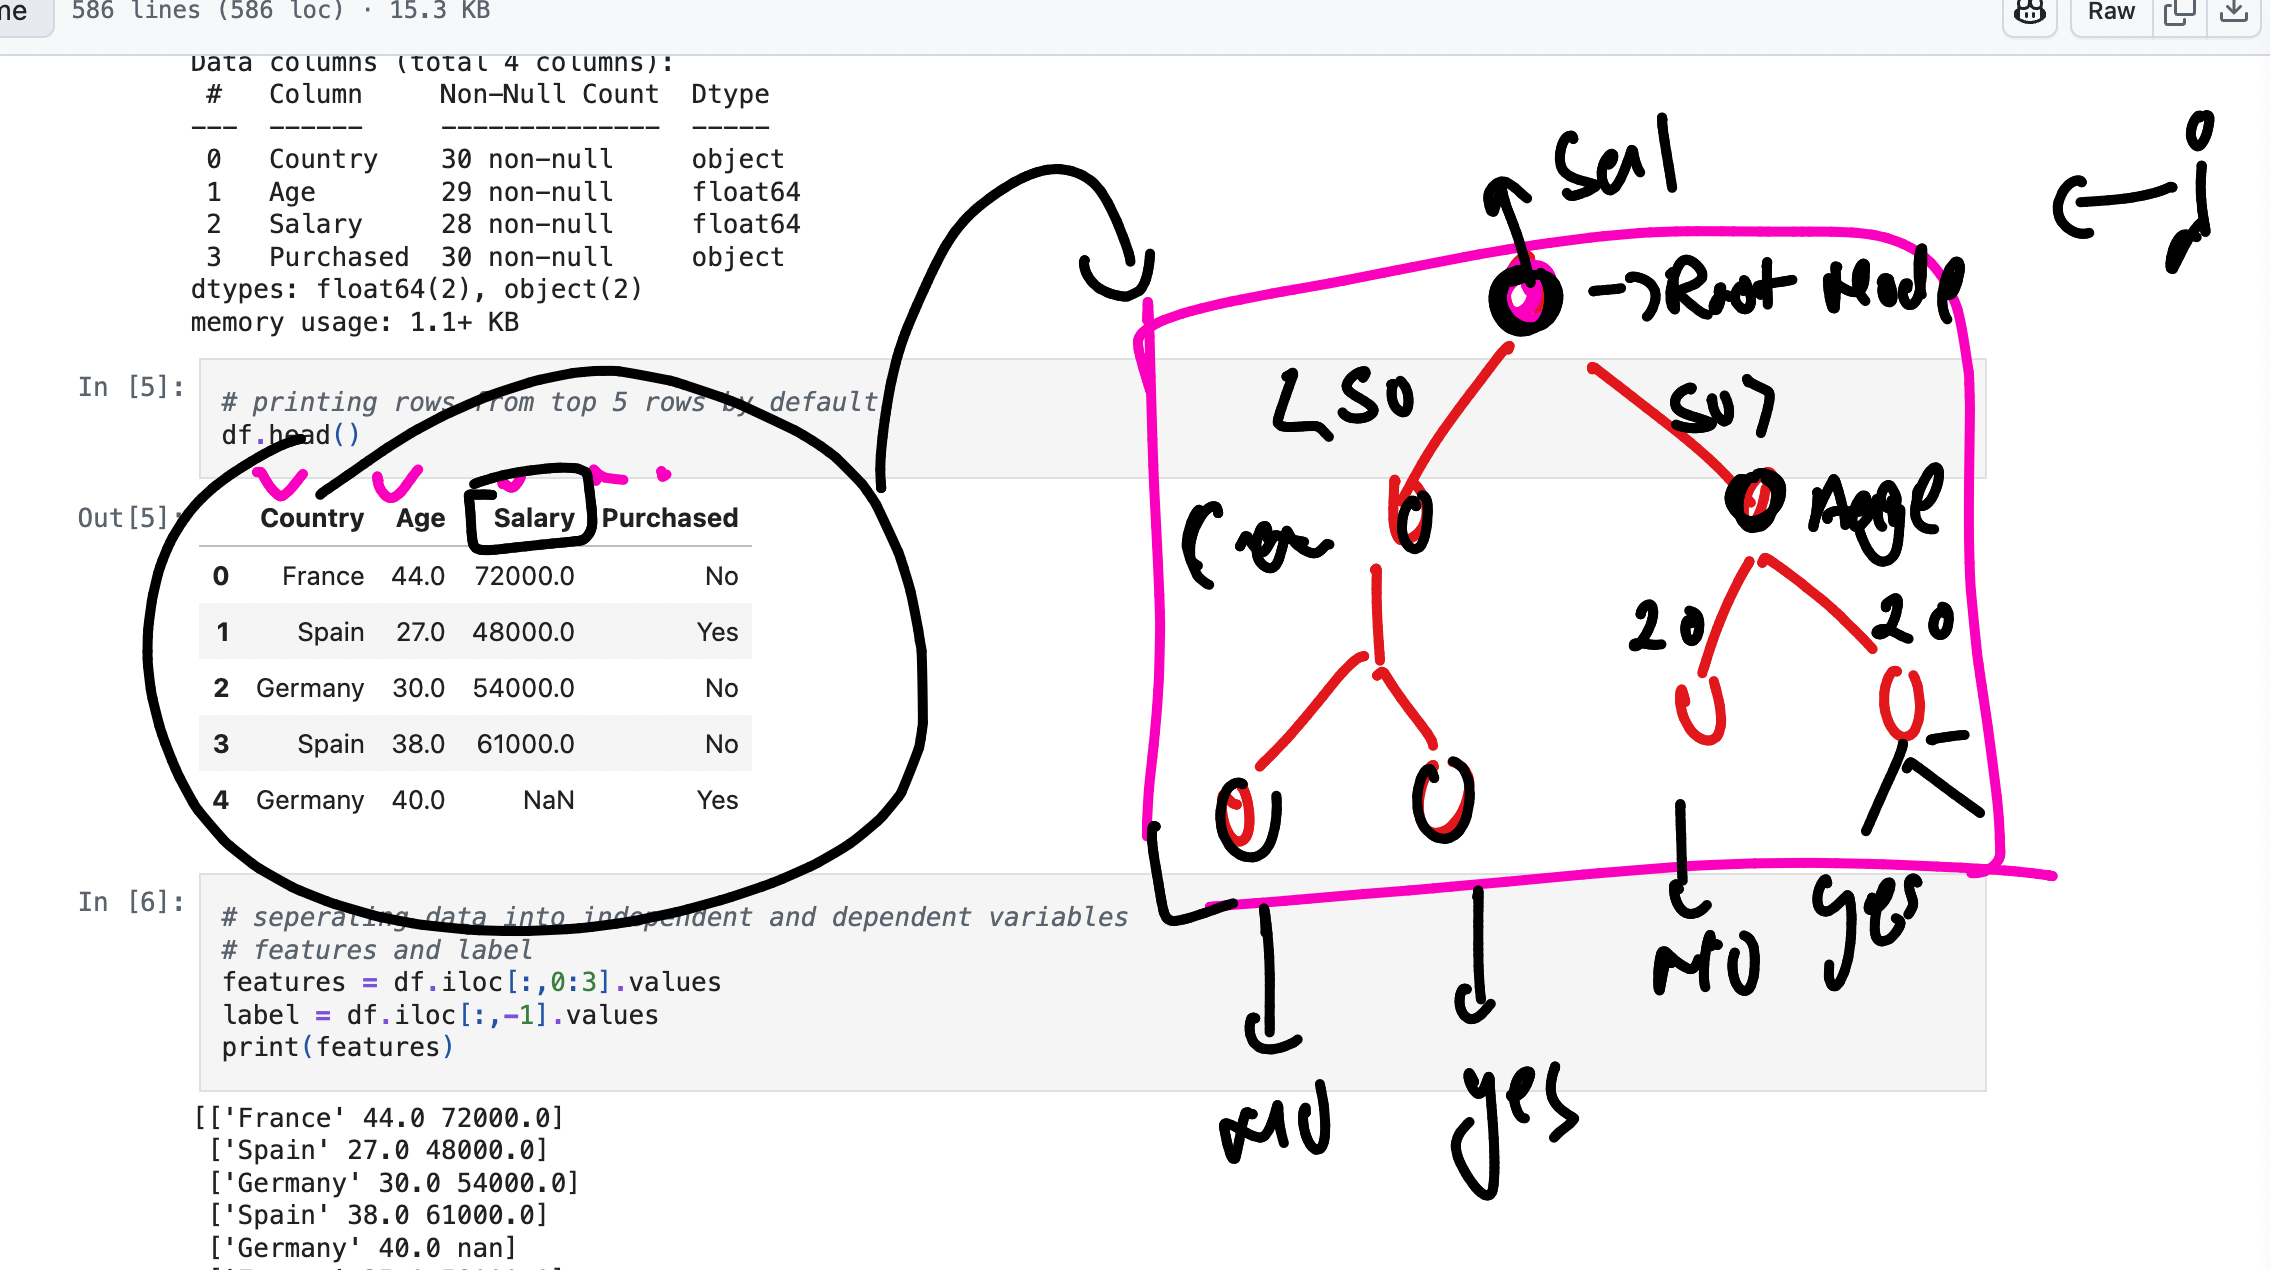 586 lines (586 loc) · 15.3 KB
Raw
Data columns (total 4 columns):
# Column Non-Null Count Dtype
--- ------ -------------- -----
0 Country 30 non-null object
1 Age 29 non-null float64
2 Salary 28 non-null float64
3 Purchased 30 non-null object
dtypes: float64(2), object(2)
memory usage: 1.1+ KB
In [5]:
# printing rows from top 5 rows by default
df.head()
Out[5]:
Country Age Salary Purchased
0 France 44.0 72000.0 No
1 Spain 27.0 48000.0 Yes
2 Germany 30.0 54000.0 No
3 Spain 38.0 61000.0 No
4 Germany 40.0 NaN Yes
In [6]:
# seperating data into independent and dependent variables
# features and label
features = df.iloc[:,0:3].values
label = df.iloc[:,-1].values
print(features)
[['France' 44.0 72000.0]
['Spain' 27.0 48000.0]
['Germany' 30.0 54000.0]
['Spain' 38.0 61000.0]
['Germany' 40.0 nan]
Sal
Root Node
<50
50>
Age
20 20
NO yes
NO yes